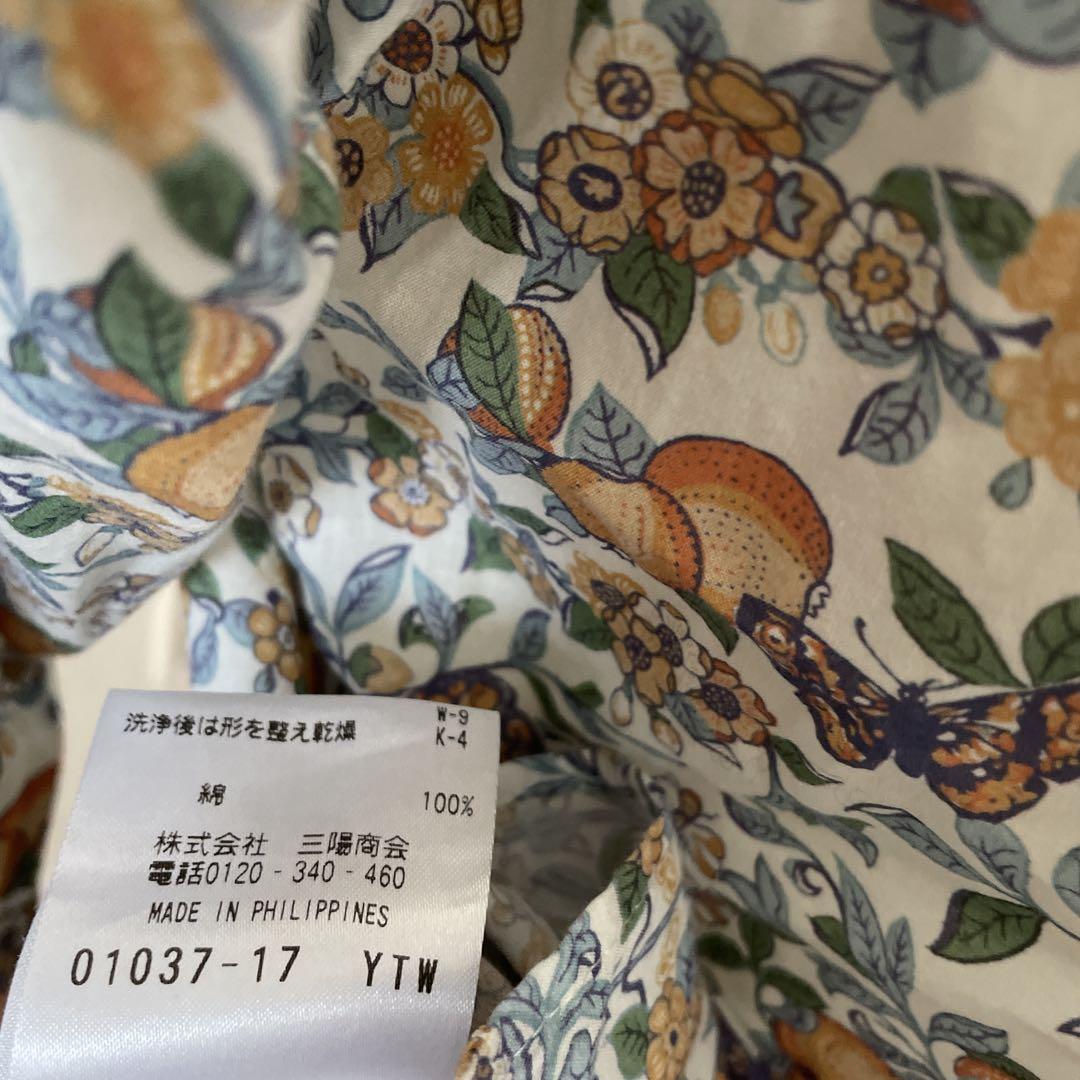 洗浄後は形を整え乾燥
W-9
K-4
綿 100%
株式会社 三陽商会
電話0120-340-460
MADE IN PHILIPPINES
01037-17 YTW